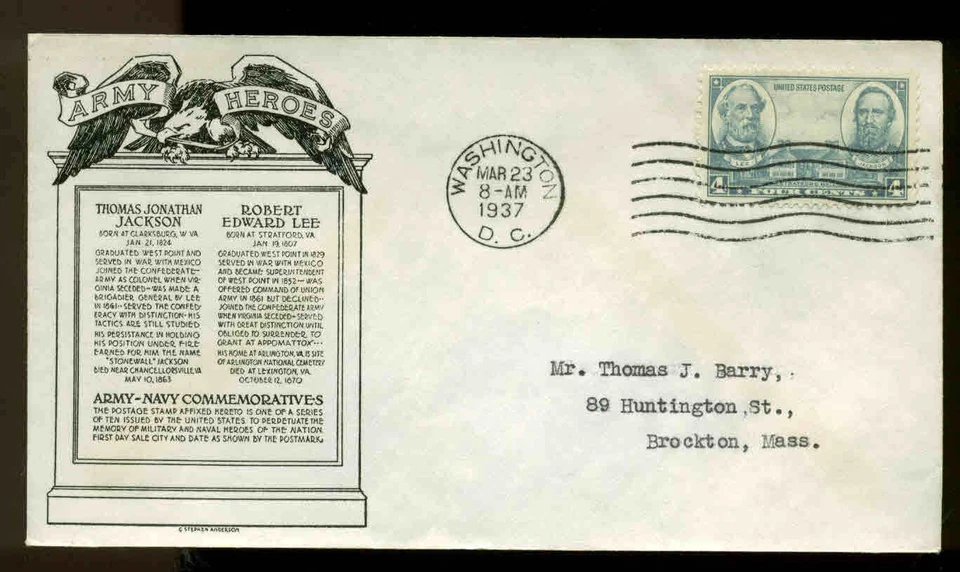 ARMY HEROES
THOMAS JONATHAN
JACKSON
BORN AT CLARKSBURG, W VA
JAN 21, 1824
GRADUATED WEST POINT AND
SERVED IN WAR WITH MEXICO
JOINED THE CONFEDERATE-
ARMY AS COLONEL WHEN VIR-
GINIA SECEDED-WAS MADE A
BRIGADIER GENERAL BY LEE
IN 1861-SERVED THE CONFED-
ERACY WITH DISTINCTION-HIS
TACTICS ARE STILL STUDIED
HIS PERSISTANCE IN HOLDING
HIS POSITION UNDER FIRE
EARNED FOR HIM THE NAME
"STONEWALL" JACKSON
DIED NEAR CHANCELLORSVILLE, VA
MAY 10, 1863
ROBERT
EDWARD LEE
BORN AT STRATFORD, VA.
JAN 19, 1807
GRADUATED WEST POINT IN 1829
SERVED IN WAR WITH MEXICO
AND BECAME SUPERINTENDENT
OF WEST POINT IN 1852-WAS
OFFERED COMMAND OF UNION
ARMY IN 1861 BUT DECLINED-
JOINED THE CONFEDERATE ARMY
WHEN VIRGINIA SECEDED-SERVED
WITH GREAT DISTINCTION UNTIL
OBLIGED TO SURRENDER TO
GRANT AT APPOMATTOX...
HIS HOME AT ARLINGTON, VA, IS SITE
OF ARLINGTON NATIONAL CEMETERY
DIED AT LEXINGTON, VA.
OCTOBER 12, 1870
ARMY-NAVY COMMEMORATIVES
THE POSTAGE STAMP AFFIXED HERETO IS ONE OF A SERIES
OF TEN ISSUED BY THE UNITED STATES TO PERPETUATE THE
MEMORY OF MILITARY AND NAVAL HEROES OF THE NATION.
FIRST DAY SALE CITY AND DATE AS SHOWN BY THE POSTMARK.
© STEPHEN ANDERSON
WASHINGTON
MAR 23
8-AM
1937
D. C.
UNITED STATES POSTAGE
LEE
JACKSON
4 4
Mr. Thomas J. Barry,
89 Huntington St.,
Brockton, Mass.